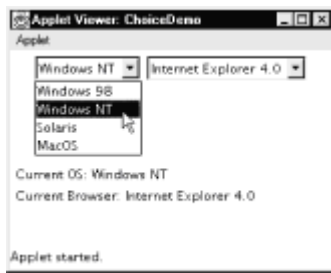 Applet Viewer: ChoiceDemo
Applet
Windows NT Internet Explorer 4.0
Windows 98
Windows NT
Solaris
MacOS
Current OS: Windows NT
Current Browser: Internet Explorer 4.0
Applet started.